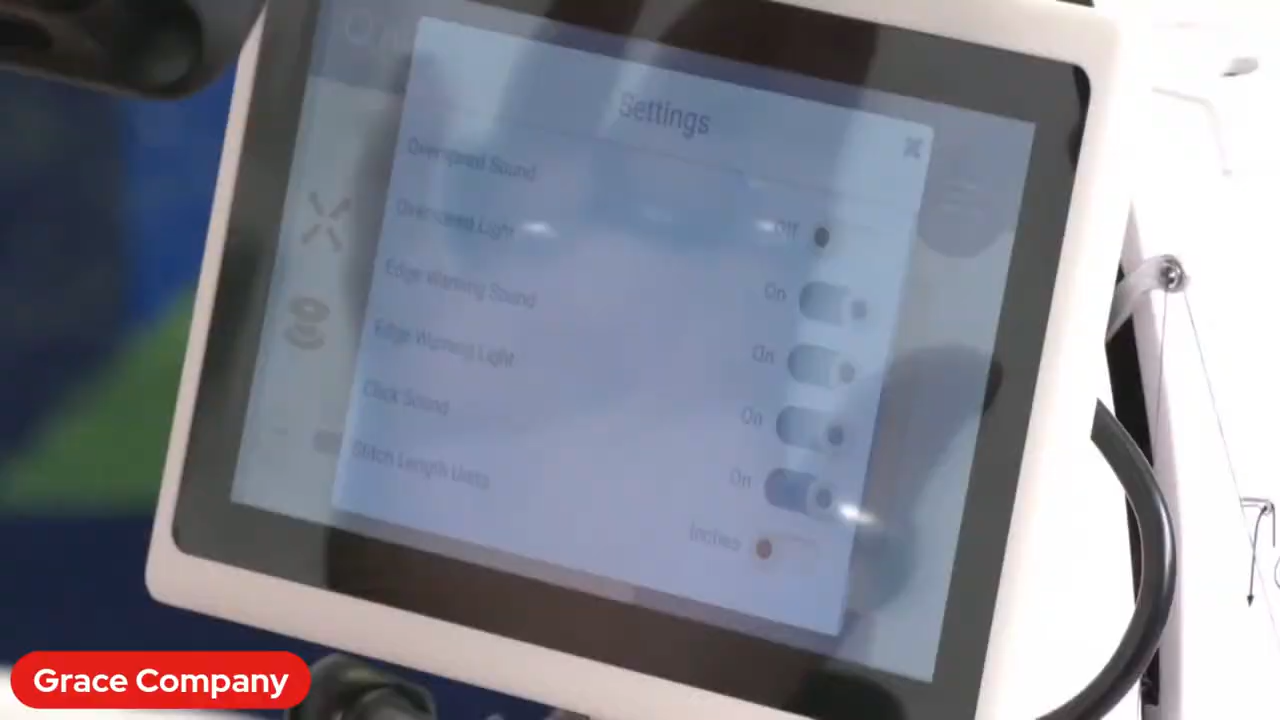 Settings
Overspeed Sound
Off
Overspeed Light
On
Edge Warning Sound
On
Edge Warning Light
On
Click Sound
On
Stitch Length Units
Inches
Grace Company